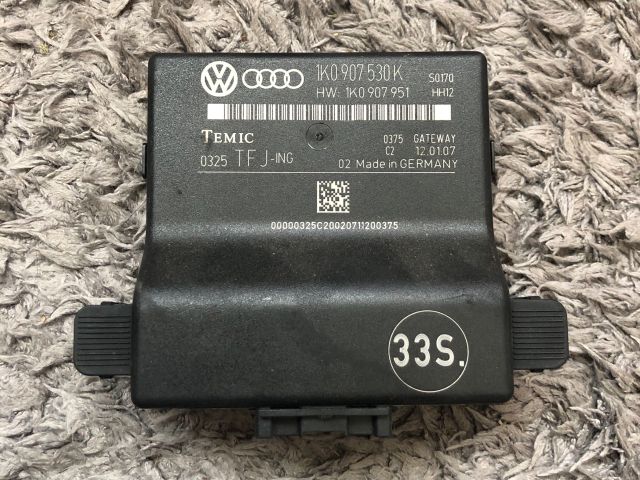 1K0 907 530 K S0170
HW: 1K0 907 951 HH12
TEMIC 0375 GATEWAY
C2 12.01.07
0325 TFJ-ING 02 Made in GERMANY
00000325C20020711200375
33S.